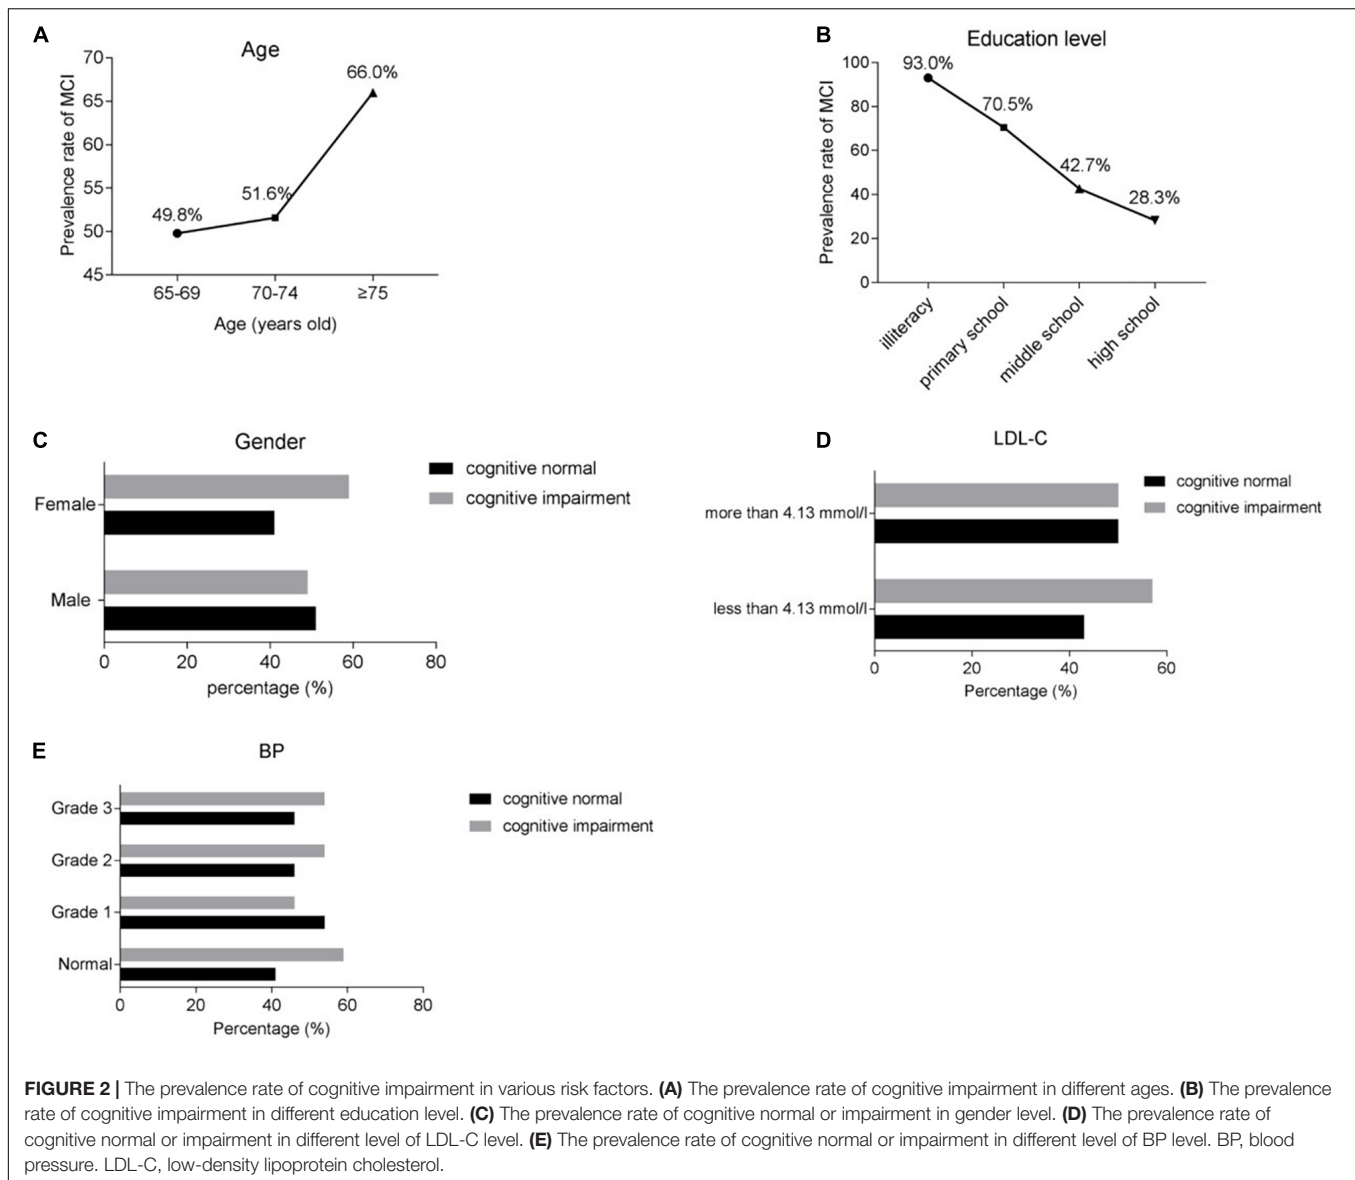 A
Age
Prevalence rate of MCI
70
65
60
55
50
45
49.8%
51.6%
66.0%
65-69
70-74
≥75
Age (years old)
B
Education level
Prevalence rate of MCI
100
80
60
40
20
0
93.0%
70.5%
42.7%
28.3%
illiteracy
primary school
middle school
high school
C
Gender
cognitive normal
cognitive impairment
Female
Male
0 20 40 60 80
percentage (%)
D
LDL-C
cognitive normal
cognitive impairment
more than 4.13 mmol/l
less than 4.13 mmol/l
0 20 40 60
Percentage (%)
E
BP
cognitive normal
cognitive impairment
Grade 3
Grade 2
Grade 1
Normal
0 20 40 60 80
Percentage (%)
FIGURE 2 | The prevalence rate of cognitive impairment in various risk factors. (A) The prevalence rate of cognitive impairment in different ages. (B) The prevalence
rate of cognitive impairment in different education level. (C) The prevalence rate of cognitive normal or impairment in gender level. (D) The prevalence rate of
cognitive normal or impairment in different level of LDL-C level. (E) The prevalence rate of cognitive normal or impairment in different level of BP level. BP, blood
pressure. LDL-C, low-density lipoprotein cholesterol.